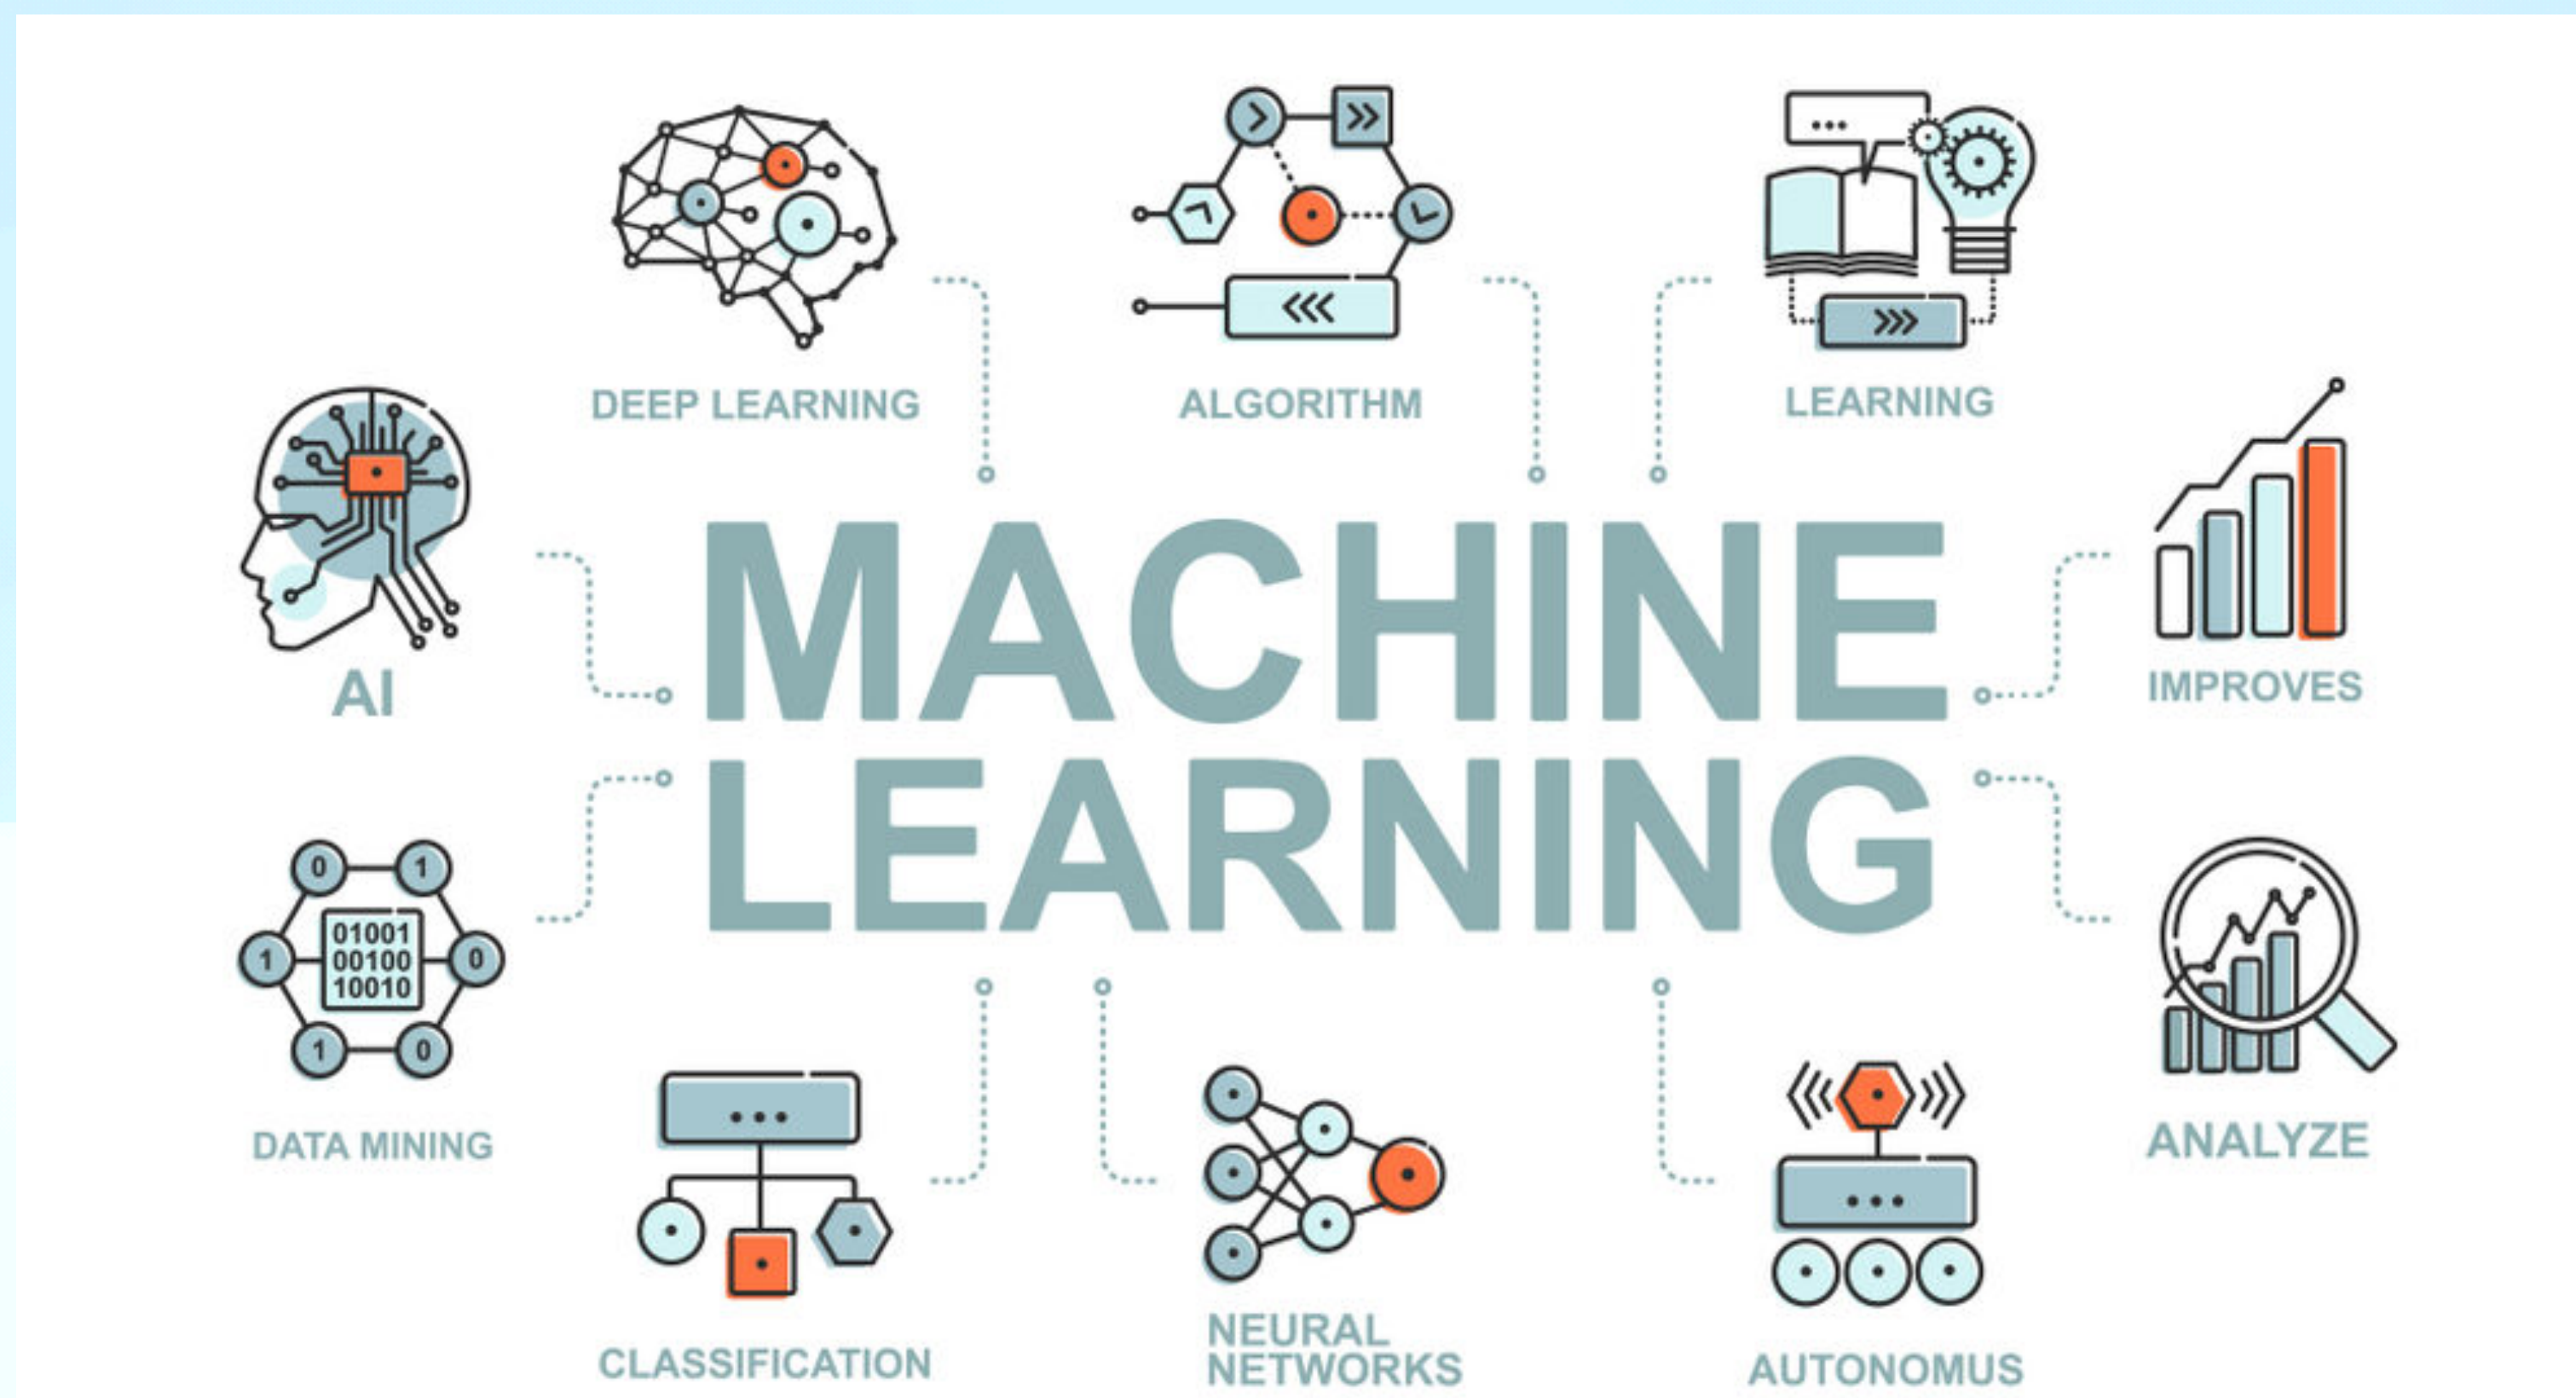 DEEP LEARNING
ALGORITHM
LEARNING
AI
MACHINE
LEARNING
IMPROVES
0 1
1 0
1 0
01001
00100
10010
DATA MINING
ANALYZE
CLASSIFICATION
NEURAL
NETWORKS
AUTONOMUS